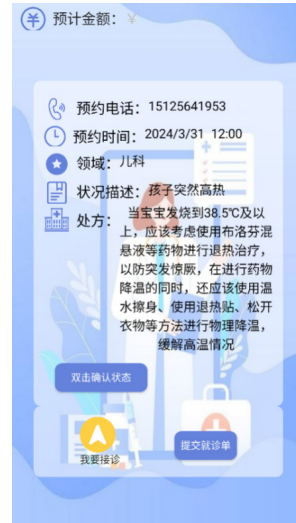 预计金额：￥
预约电话：15125641953
预约时间：2024/3/31 12:00
领域：儿科
状况描述：孩子突然高热
处方：当宝宝发烧到38.5℃及以
上，应该考虑使用布洛芬混
悬液等药物进行退热治疗，
以防突发惊厥，在进行药物
降温的同时，还应该使用温
水擦身、使用退热贴、松开
衣物等方法进行物理降温，
缓解高温情况
双击确认状态
我要接诊
提交就诊单